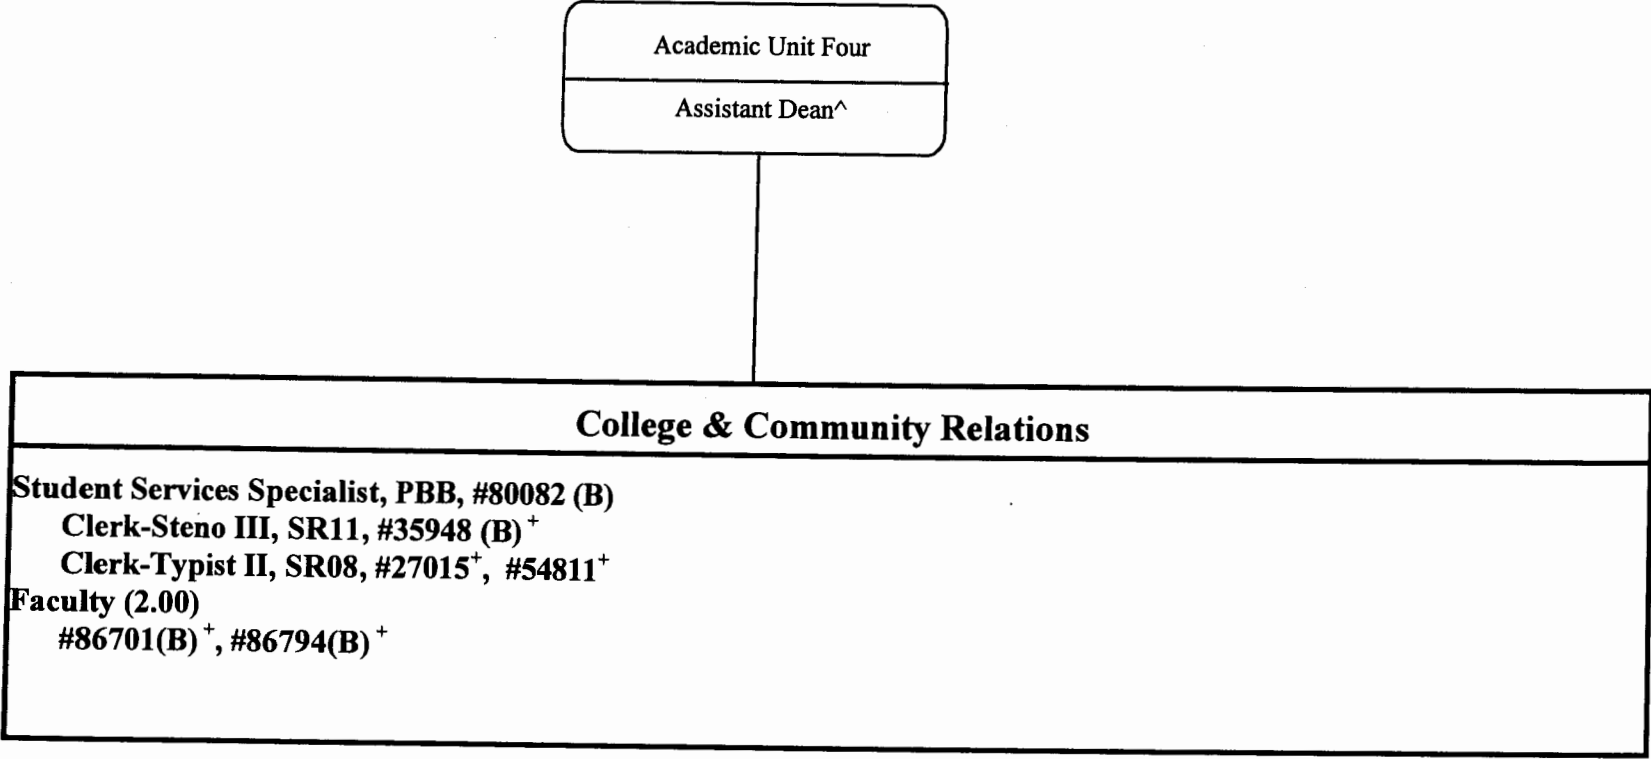 Academic Unit Four
Assistant Dean^
College & Community Relations
Student Services Specialist, PBB, #80082 (B)
Clerk-Steno III, SR11, #35948 (B)+
Clerk-Typist II, SR08, #27015+, #54811+
Faculty (2.00)
#86701(B)+, #86794(B)+